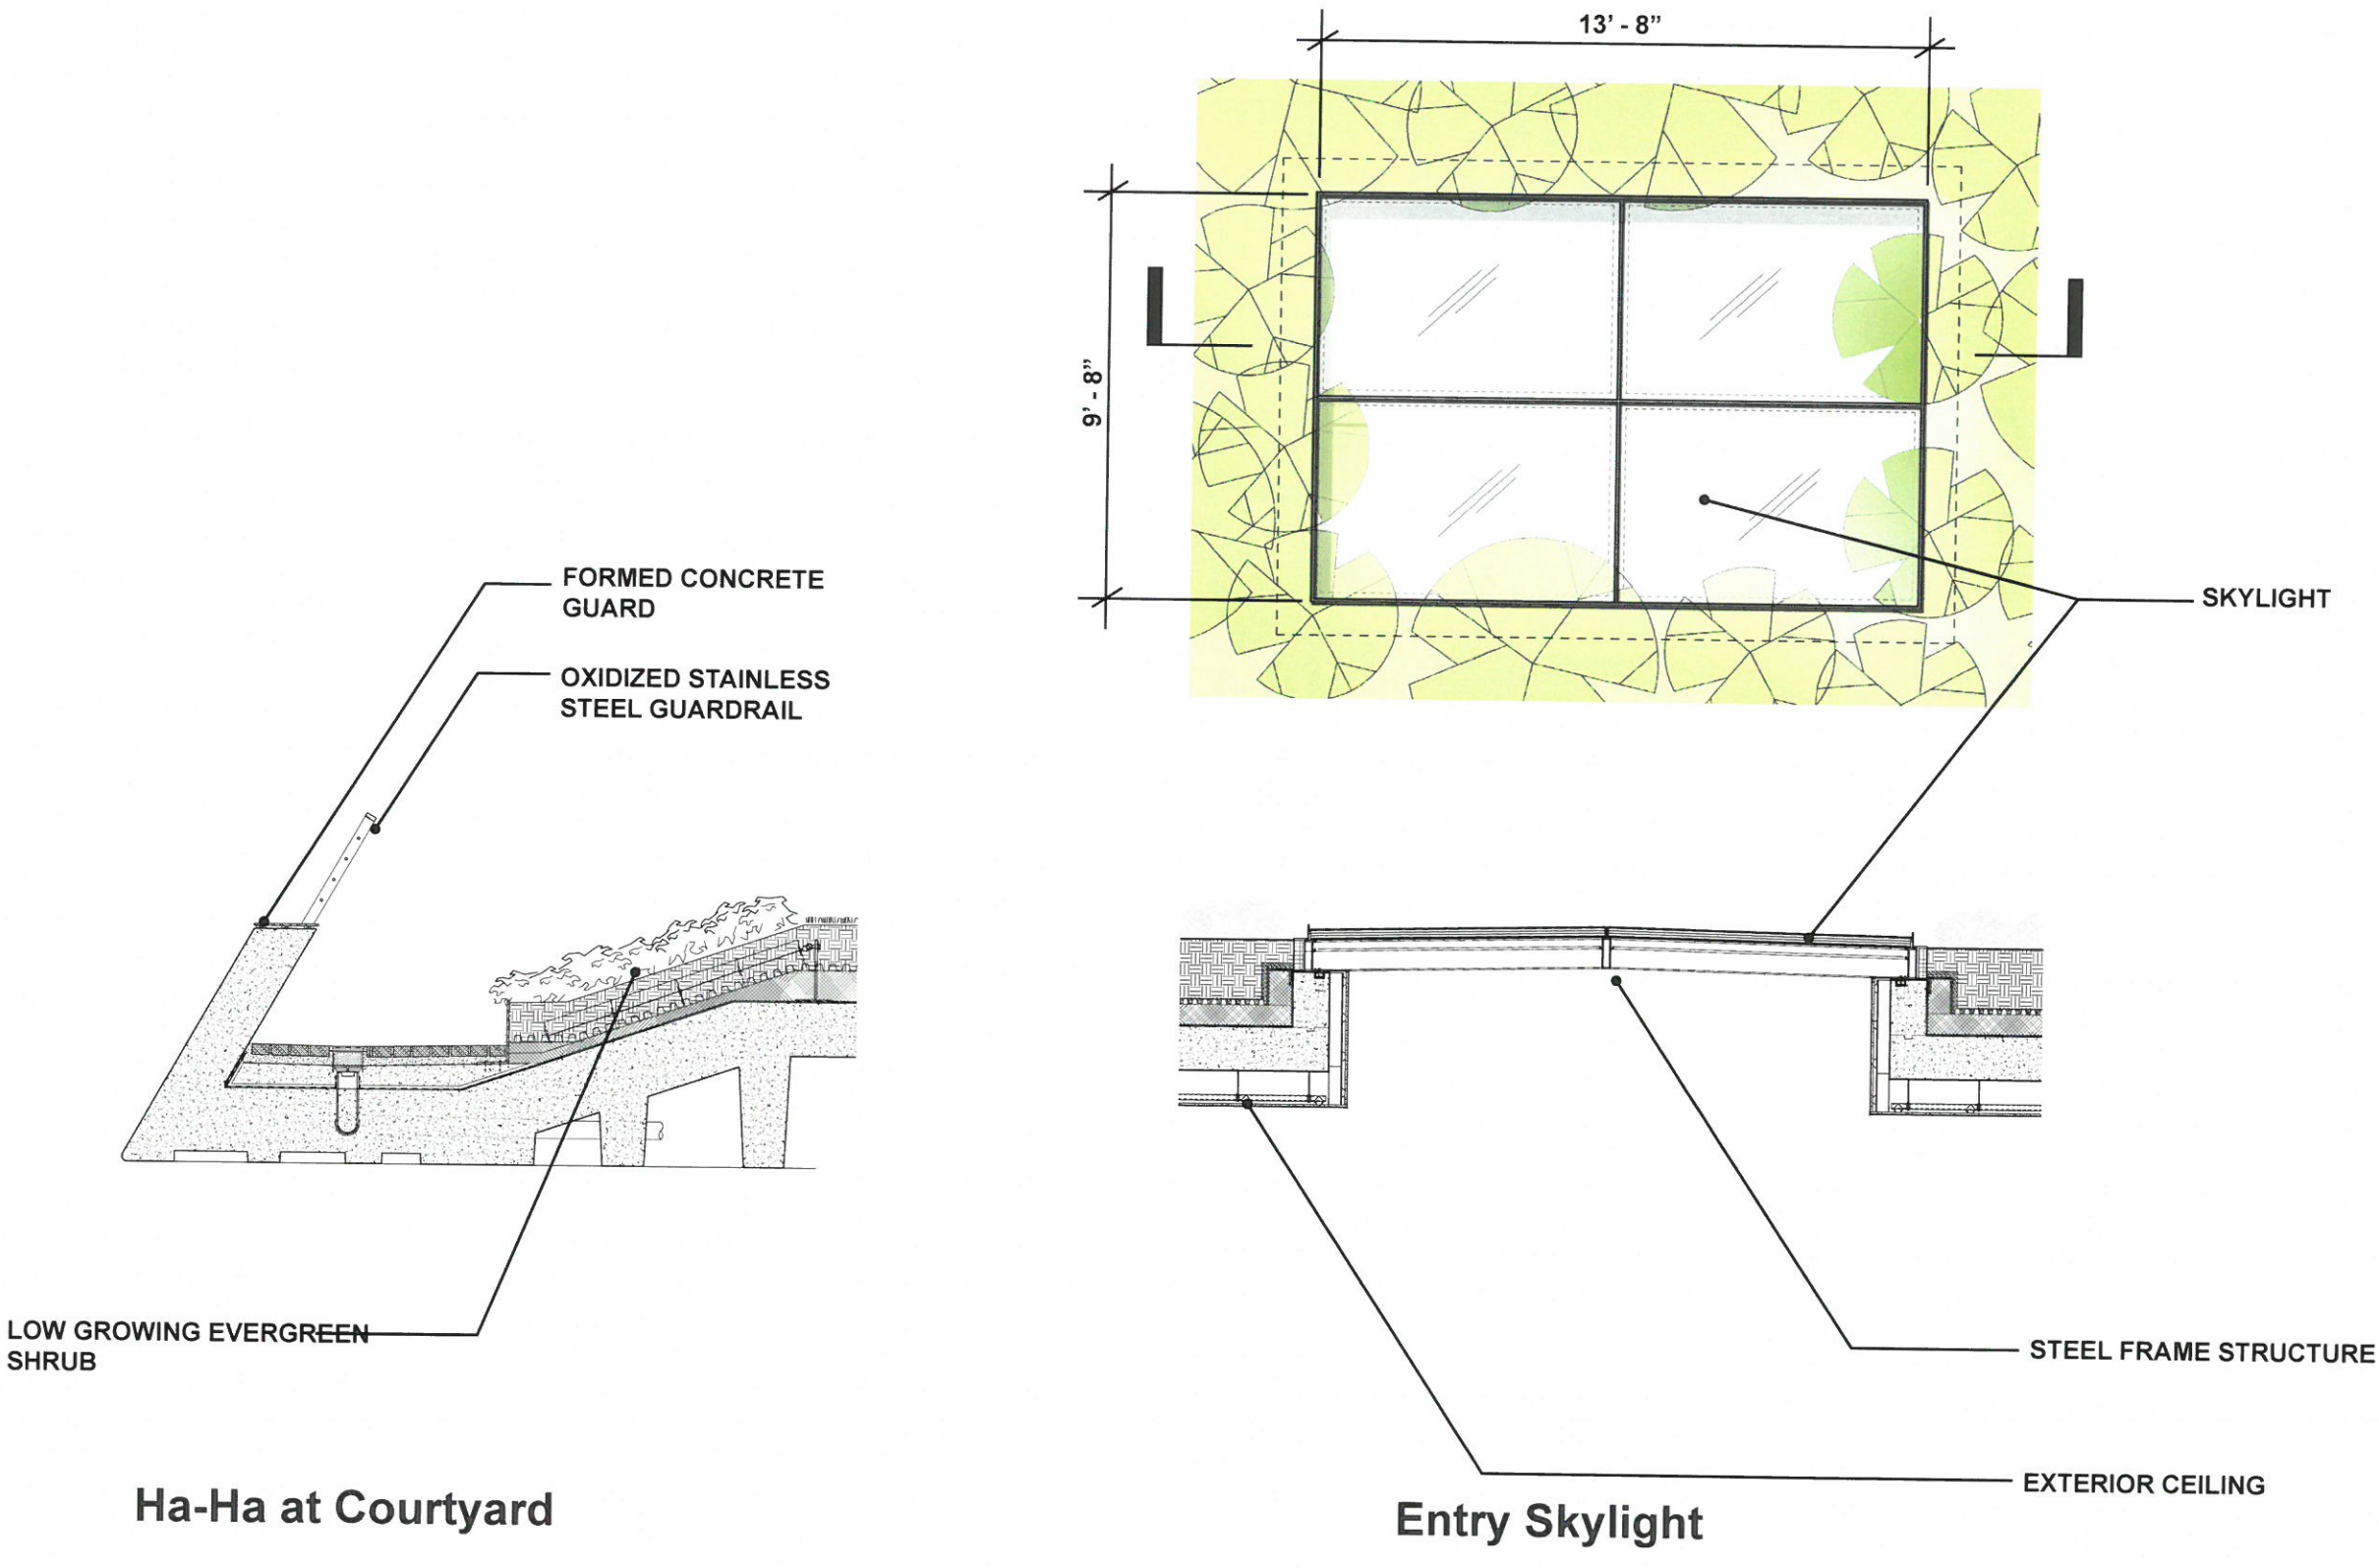 13’ - 8”
9’ - 8”
FORMED CONCRETE
GUARD
OXIDIZED STAINLESS
STEEL GUARDRAIL
SKYLIGHT
LOW GROWING EVERGREEN
SHRUB
STEEL FRAME STRUCTURE
EXTERIOR CEILING
Ha-Ha at Courtyard
Entry Skylight